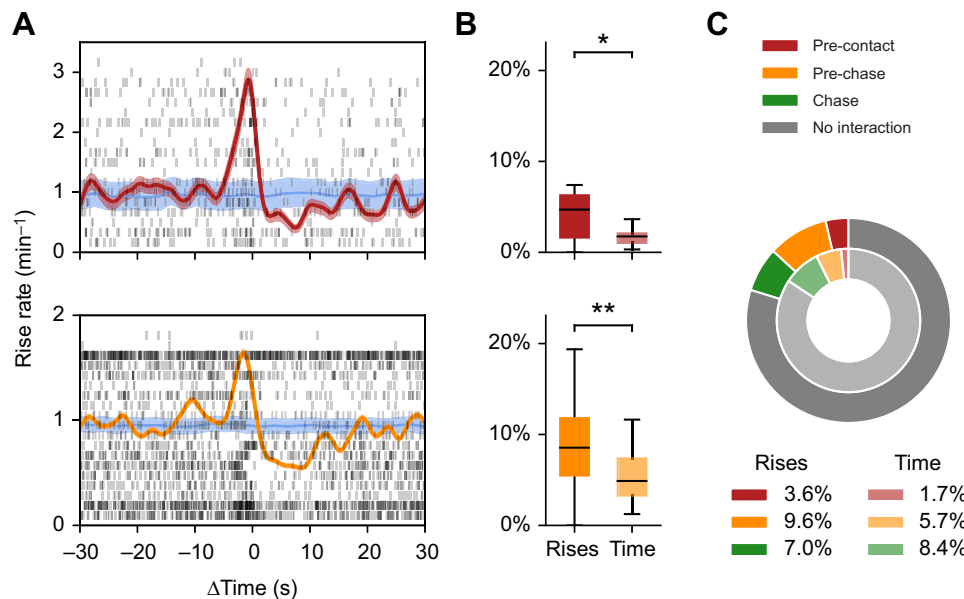 A
B
C
Rise rate (min⁻¹)
3
2
1
0
2
1
0
−30
−20
−10
0
10
20
30
ΔTime (s)
*
20%
10%
0%
**
20%
10%
0%
Rises
Time
Pre-contact
Pre-chase
Chase
No interaction
Rises Time
3.6% 1.7%
9.6% 5.7%
7.0% 8.4%